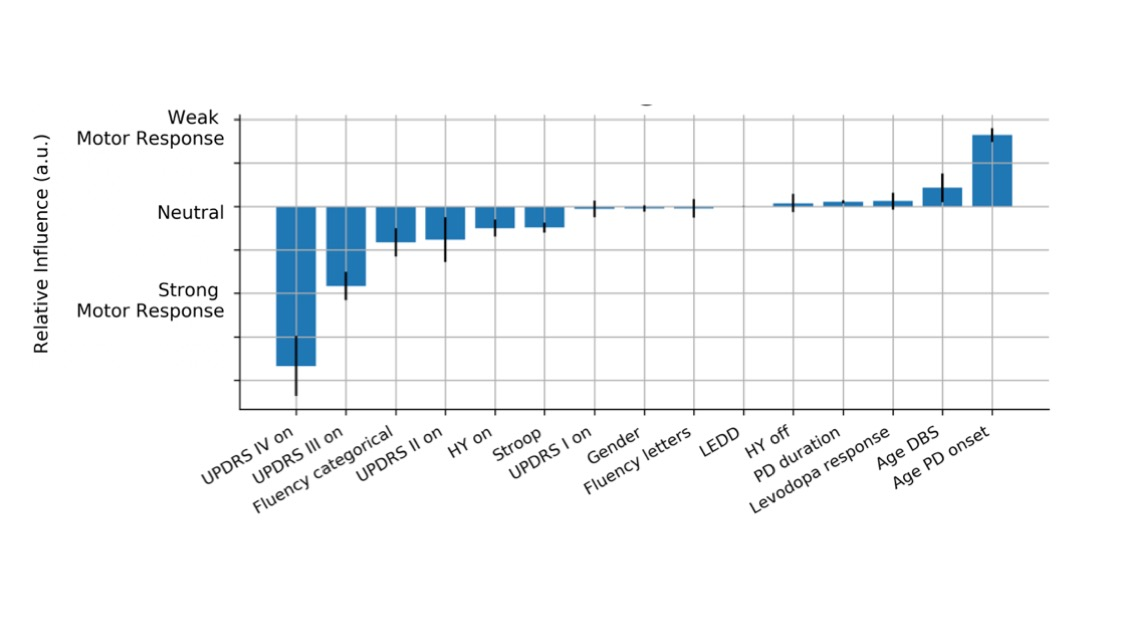 Weak
Motor Response
Neutral
Strong
Motor Response
Relative Influence (a.u.)
UPDRS IV on
UPDRS III on
Fluency categorical
UPDRS II on
HY on
Stroop
UPDRS I on
Gender
Fluency letters
LEDD
HY off
PD duration
Levodopa response
Age DBS
Age PD onset